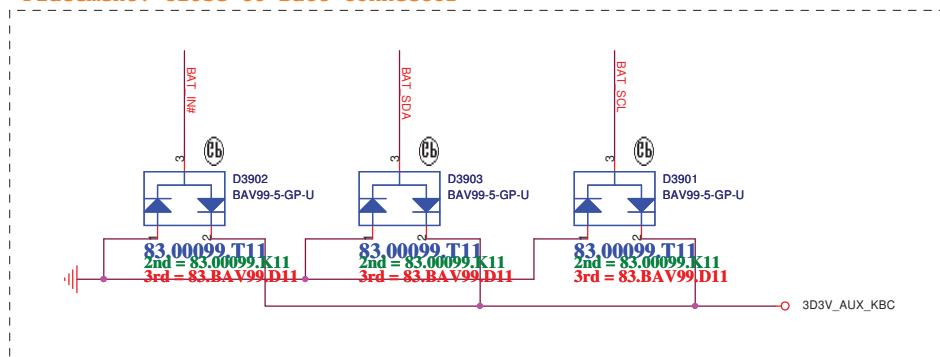 BAT_IN#
BAT_SDA
BAT_SCL
3
3
3
D3902
BAV99-5-GP-U
D3903
BAV99-5-GP-U
D3901
BAV99-5-GP-U
1
2
1
2
1
2
83.00099.T11
2nd = 83.00099.K11
3rd = 83.BAV99.D11
83.00099.T11
2nd = 83.00099.K11
3rd = 83.BAV99.D11
83.00099.T11
2nd = 83.00099.K11
3rd = 83.BAV99.D11
3D3V_AUX_KBC